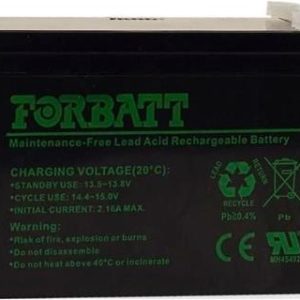 FORBATT
Maintenance-Free Lead Acid Rechargeable Battery
CHARGING VOLTAGE(20°C)
•STANDBY USE: 13.5~13.8V
•CYCLE USE: 14.4~15.0V
•INITIAL CURRENT: 2.16A MAX.
Warning:
•Risk of fire, explosion or burns
•Do not disassemble
•Do not heat above 40°C or incinerate
RECYCLING
Pb≥0.4%
Pb